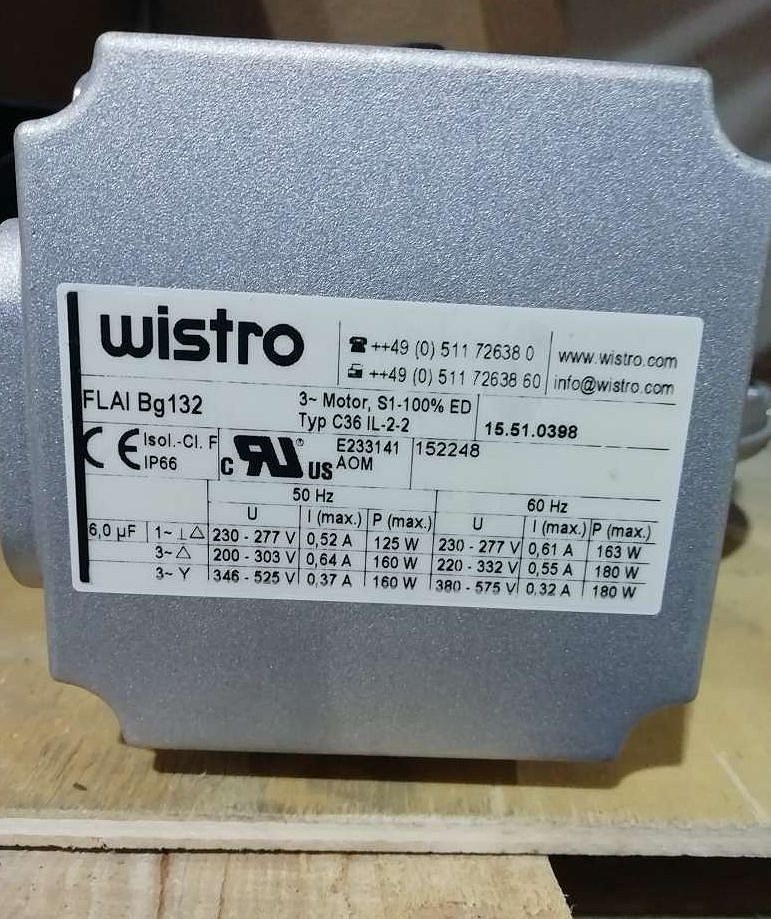 wistro
☎ ++49 (0) 511 72638 0
++49 (0) 511 72638 60
www.wistro.com
info@wistro.com
FLAI Bg132
3~ Motor, S1-100% ED
Typ C36 IL-2-2
15.51.0398
CE Isol.-Cl. F
IP66
c RU ® US
E233141
AOM
152248
50 Hz 60 Hz
U I (max.) P (max.) U I (max.) P (max.)
6,0 µF 1~ ⊥△ 230 - 277 V 0,52 A 125 W 230 - 277 V 0,61 A 163 W
3~ △ 200 - 303 V 0,64 A 160 W 220 - 332 V 0,55 A 180 W
3~ Y 346 - 525 V 0,37 A 160 W 380 - 575 V 0,32 A 180 W